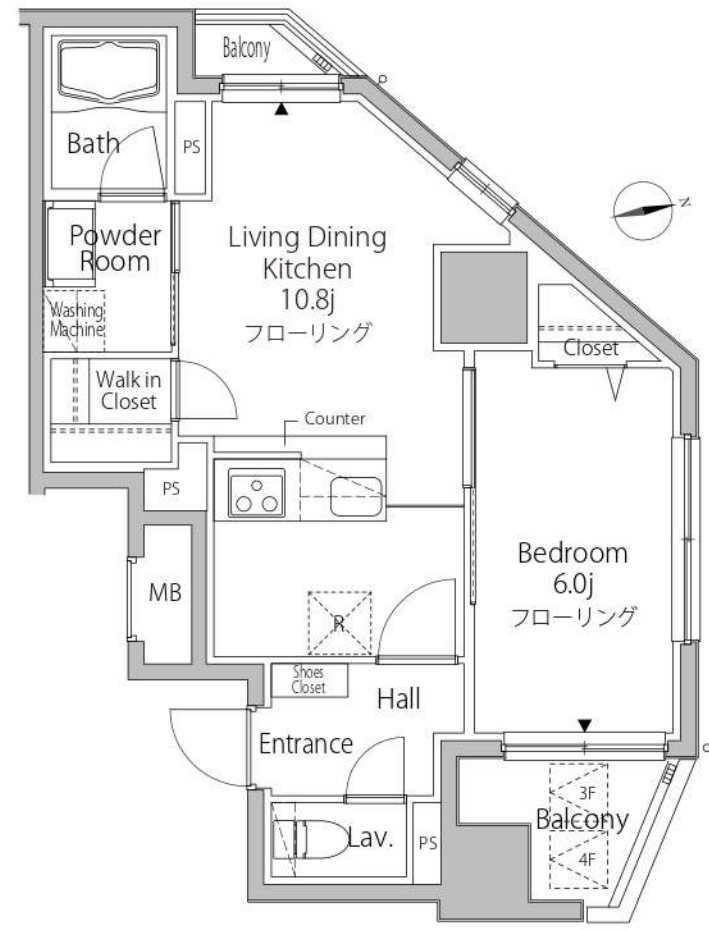 Balcony
Bath
PS
N
Powder
Room
Living Dining
Kitchen
10.8j
フローリング
Washing
Machine
Closet
Walk in
Closet
Counter
PS
Bedroom
6.0j
フローリング
MB
R
Shoes
Closet
Hall
Entrance
3F
Balcony
Lav.
PS
4F